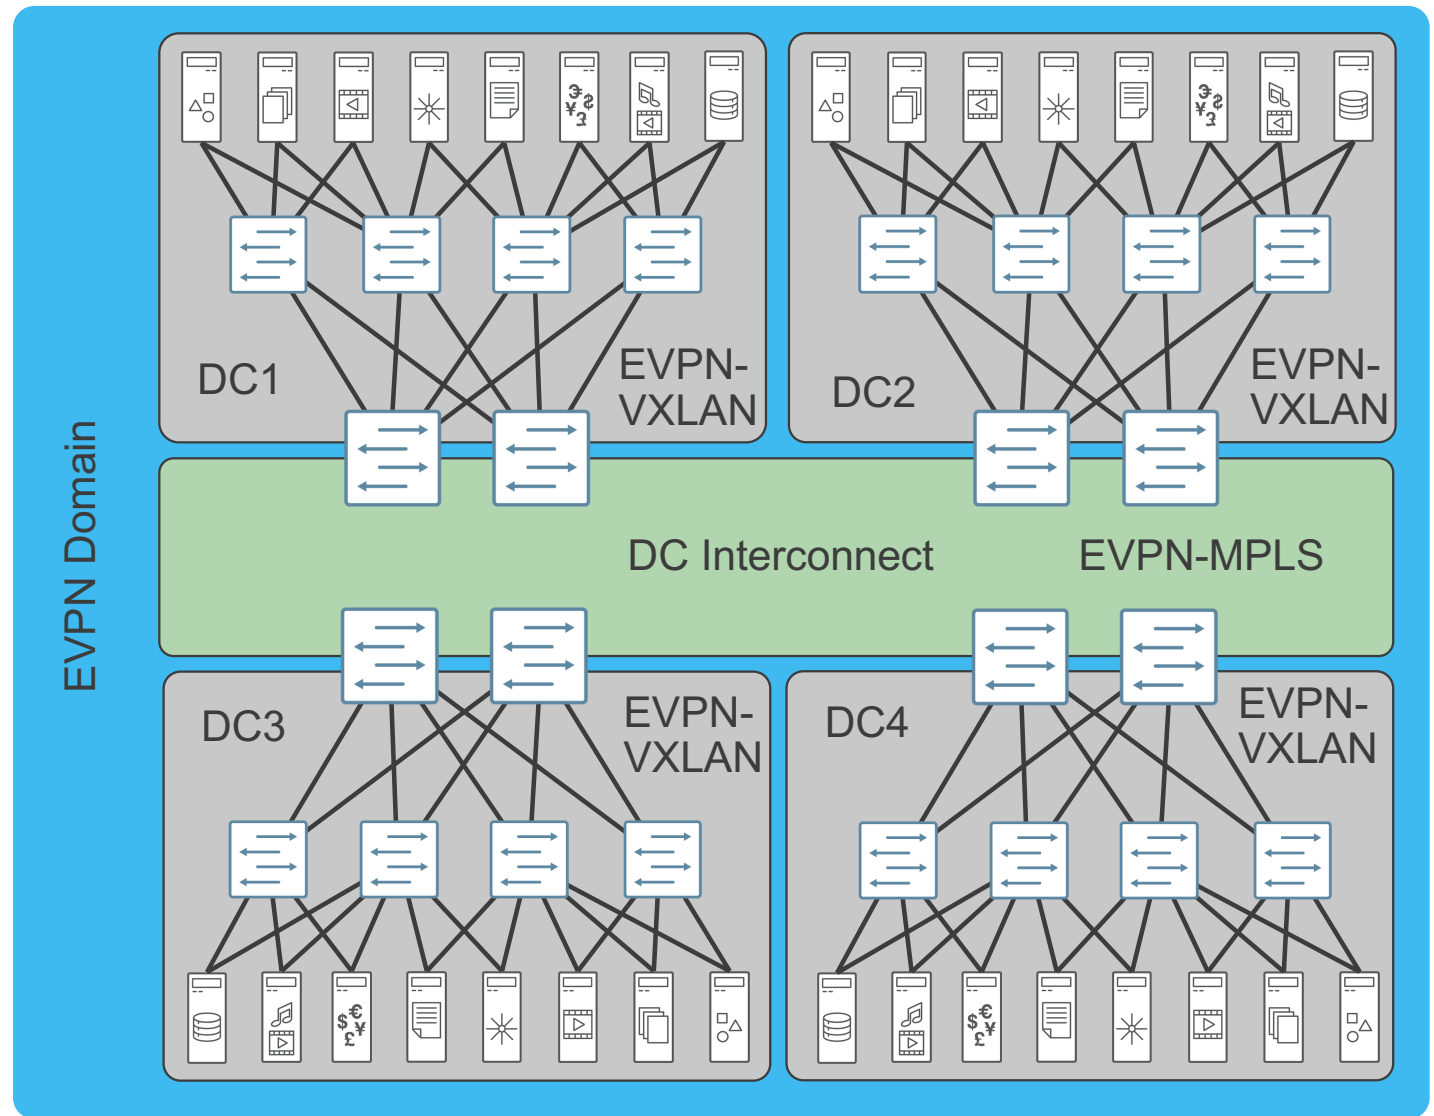 EVPN Domain
DC1
EVPN-
VXLAN
DC2
EVPN-
VXLAN
DC Interconnect
EVPN-MPLS
DC3
EVPN-
VXLAN
DC4
EVPN-
VXLAN